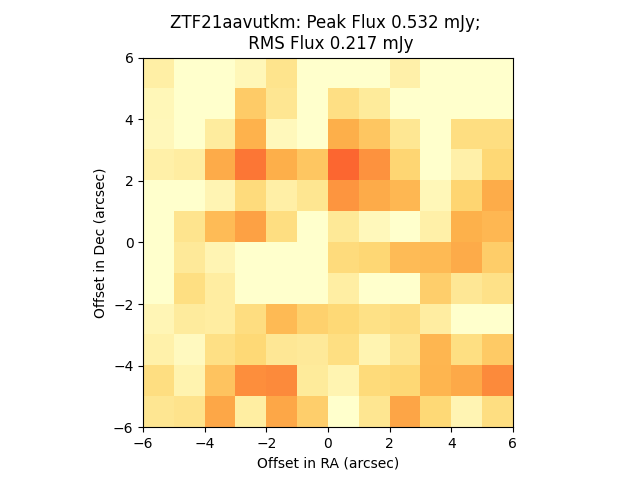 ZTF21aavutkm: Peak Flux 0.532 mJy;
RMS Flux 0.217 mJy
6
4
2
0
−2
−4
−6
Offset in Dec (arcsec)
−6 −4 −2 0 2 4 6
Offset in RA (arcsec)